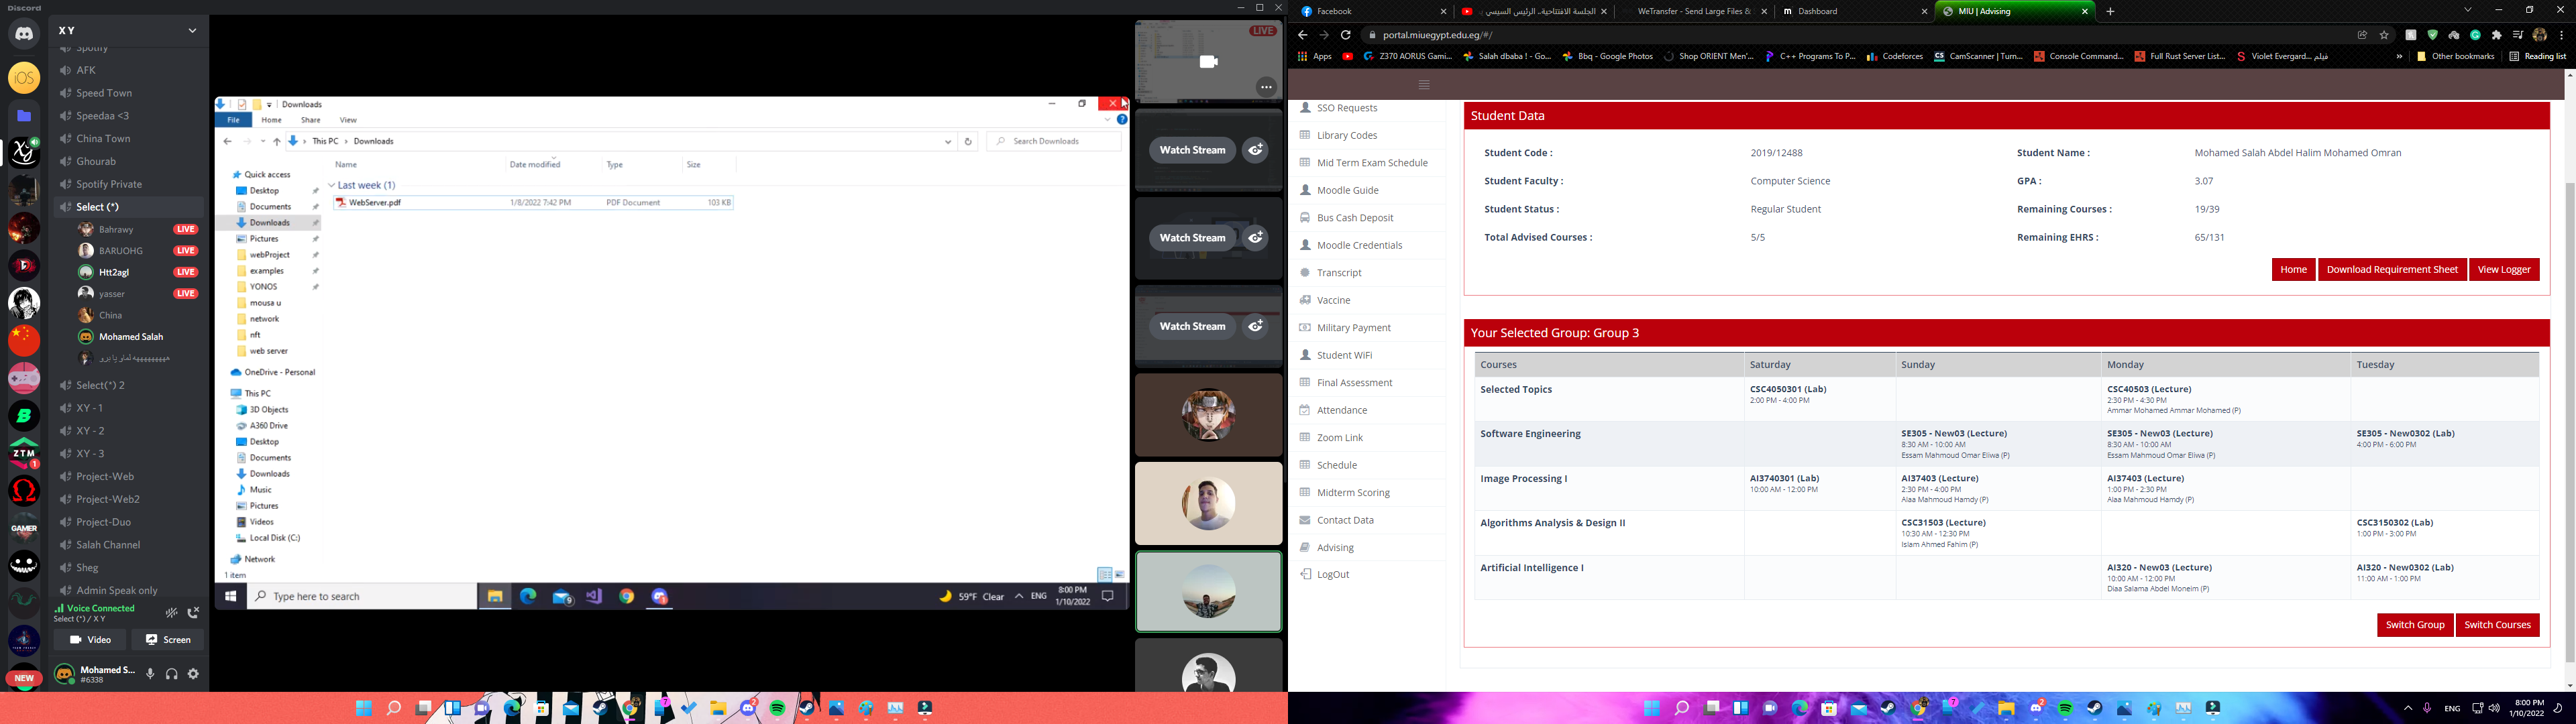 Discord
X Y
Spotify
AFK
Speed Town
Speedaa <3
China Town
Ghourab
Spotify Private
Select (*)
Bahrawy LIVE
BARUOHG LIVE
Htt2agl LIVE
yasser LIVE
China
Mohamed Salah
Select(*) 2
XY - 1
XY - 2
XY - 3
Project-Web
Project-Web2
Project-Duo
Salah Channel
Sheg
Admin Speak only
Voice Connected
Select (*) / X Y
Video Screen
Mohamed S...
#6338
iOS
ZTM
1
GAMER
NEW
Downloads
File Home Share View
This PC > Downloads
Search Downloads
Name Date modified Type Size
Last week (1)
WebServer.pdf 1/8/2022 7:42 PM PDF Document 103 KB
Quick access
Desktop
Documents
Downloads
Pictures
webProject
examples
YONOS
mousa u
network
nft
web server
OneDrive - Personal
This PC
3D Objects
A360 Drive
Desktop
Documents
Downloads
Music
Pictures
Videos
Local Disk (C:)
Network
1 item
Type here to search
59°F Clear ENG 8:00 PM
1/10/2022
LIVE
Watch Stream
Watch Stream
Watch Stream
Facebook
الجلسة الافتتاحية.. الرئيس السيسي
WeTransfer - Send Large Files &
Dashboard
MIU | Advising
portal.miuegypt.edu.eg/#/
Apps
Z370 AORUS Gami...
Salah dbaba ! - Go...
Bbq - Google Photos
Shop ORIENT Men'...
C++ Programs To P...
Codeforces
CamScanner | Turn...
Console Command...
Full Rust Server List...
Violet Evergard... فيلم
Other bookmarks
Reading list
SSO Requests
Library Codes
Mid Term Exam Schedule
Moodle Guide
Bus Cash Deposit
Moodle Credentials
Transcript
Vaccine
Military Payment
Student WiFi
Final Assessment
Attendance
Zoom Link
Schedule
Midterm Scoring
Contact Data
Advising
LogOut
Student Data
Student Code : 2019/12488 Student Name : Mohamed Salah Abdel Halim Mohamed Omran
Student Faculty : Computer Science GPA : 3.07
Student Status : Regular Student Remaining Courses : 19/39
Total Advised Courses : 5/5 Remaining EHRS : 65/131
Home Download Requirement Sheet View Logger
Your Selected Group: Group 3
Courses Saturday Sunday Monday Tuesday
Selected Topics CSC4050301 (Lab) CSC40503 (Lecture)
2:00 PM - 4:00 PM 2:30 PM - 4:30 PM
Ammar Mohamed Ammar Mohamed (P)
Software Engineering SE305 - New03 (Lecture) SE305 - New03 (Lecture) SE305 - New0302 (Lab)
8:30 AM - 10:00 AM 8:30 AM - 10:00 AM 4:00 PM - 6:00 PM
Essam Mahmoud Omar Eliwa (P) Essam Mahmoud Omar Eliwa (P)
Image Processing I AI3740301 (Lab) AI37403 (Lecture) AI37403 (Lecture)
10:00 AM - 12:00 PM 2:30 PM - 4:00 PM 1:00 PM - 2:30 PM
Alaa Mahmoud Hamdy (P) Alaa Mahmoud Hamdy (P)
Algorithms Analysis & Design II CSC31503 (Lecture) CSC3150302 (Lab)
10:30 AM - 12:30 PM 1:00 PM - 3:00 PM
Islam Ahmed Fahim (P)
Artificial Intelligence I AI320 - New03 (Lecture) AI320 - New0302 (Lab)
10:00 AM - 12:00 PM 11:00 AM - 1:00 PM
Diaa Salama Abdel Moneim (P)
Switch Group Switch Courses
ENG 8:00 PM
1/10/2022